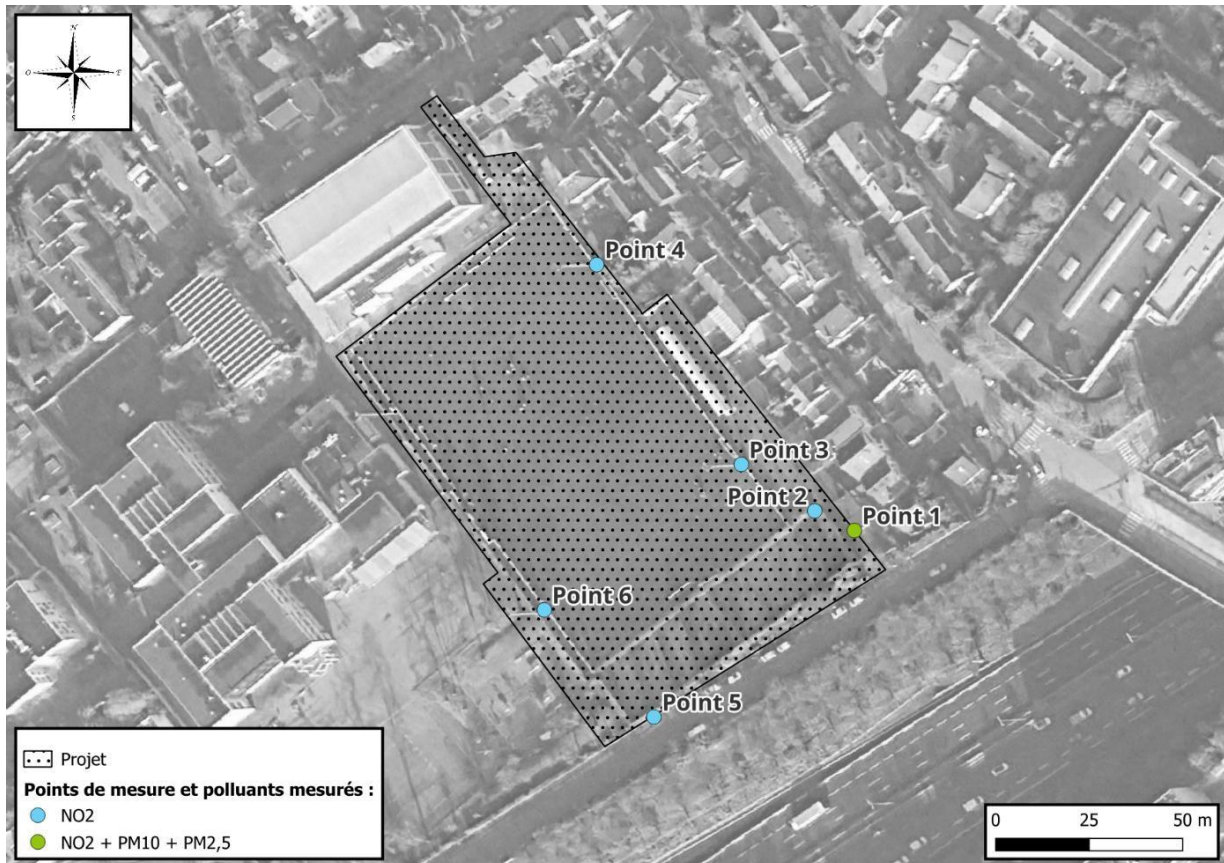 N
O E
S
Point 4
Point 3
Point 2
Point 1
Point 6
Point 5
Projet
Points de mesure et polluants mesurés :
NO2
NO2 + PM10 + PM2,5
0 25 50 m